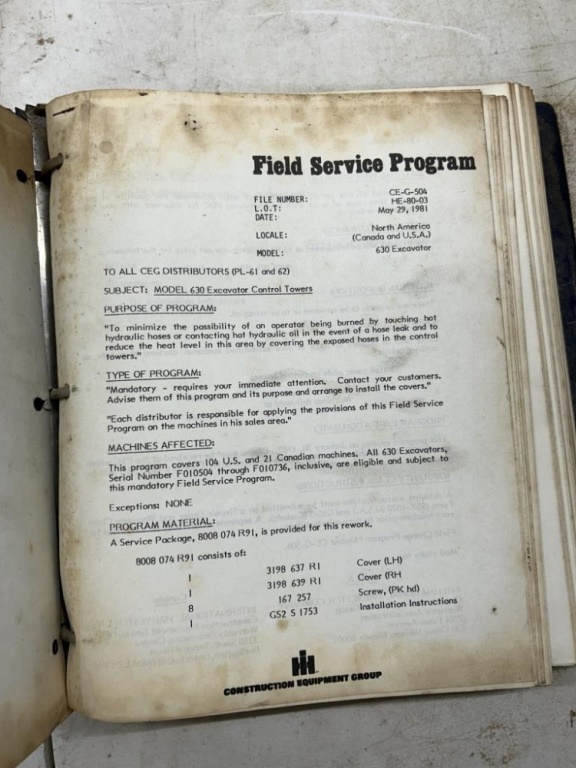 Field Service Program
FILE NUMBER: CE-G-504
L.O.T: HE-80-03
DATE: May 29, 1981
LOCALE: North America
(Canada and U.S.A.)
MODEL: 630 Excavator
TO ALL CEG DISTRIBUTORS (PL-61 and 62)
SUBJECT: MODEL 630 Excavator Control Towers
PURPOSE OF PROGRAM:
"To minimize the possibility of an operator being burned by touching hot
hydraulic hoses or contacting hot hydraulic oil in the event of a hose leak and to
reduce the heat level in this area by covering the exposed hoses in the control
towers."
TYPE OF PROGRAM:
"Mandatory - requires your immediate attention. Contact your customers.
Advise them of this program and its purpose and arrange to install the covers."
"Each distributor is responsible for applying the provisions of this Field Service
Program on the machines in his sales area."
MACHINES AFFECTED:
This program covers 104 U.S. and 21 Canadian machines. All 630 Excavators,
Serial Number F010504 through F010736, inclusive, are eligible and subject to
this mandatory Field Service Program.
Exceptions: NONE
PROGRAM MATERIAL:
A Service Package, 8008 074 R91, is provided for this rework.
8008 074 R91 consists of:
1 3198 637 R1 Cover (LH)
1 3198 639 R1 Cover (RH
8 167 257 Screw, (PK hd)
1 GS2 S 1753 Installation Instructions
IH
CONSTRUCTION EQUIPMENT GROUP